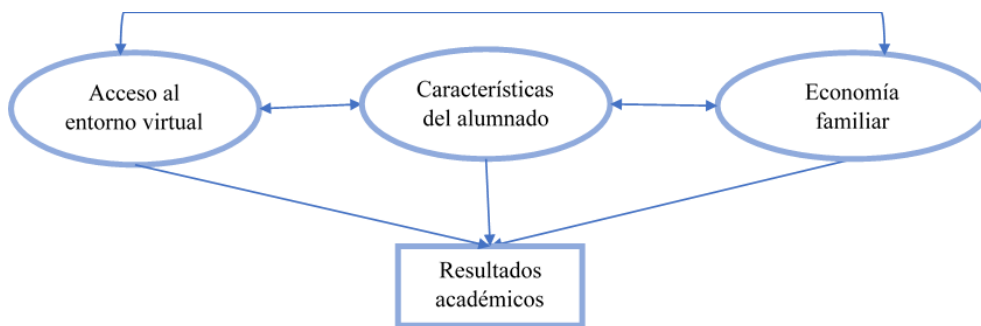 Acceso al
entorno virtual
Características
del alumnado
Economía
familiar
Resultados
académicos